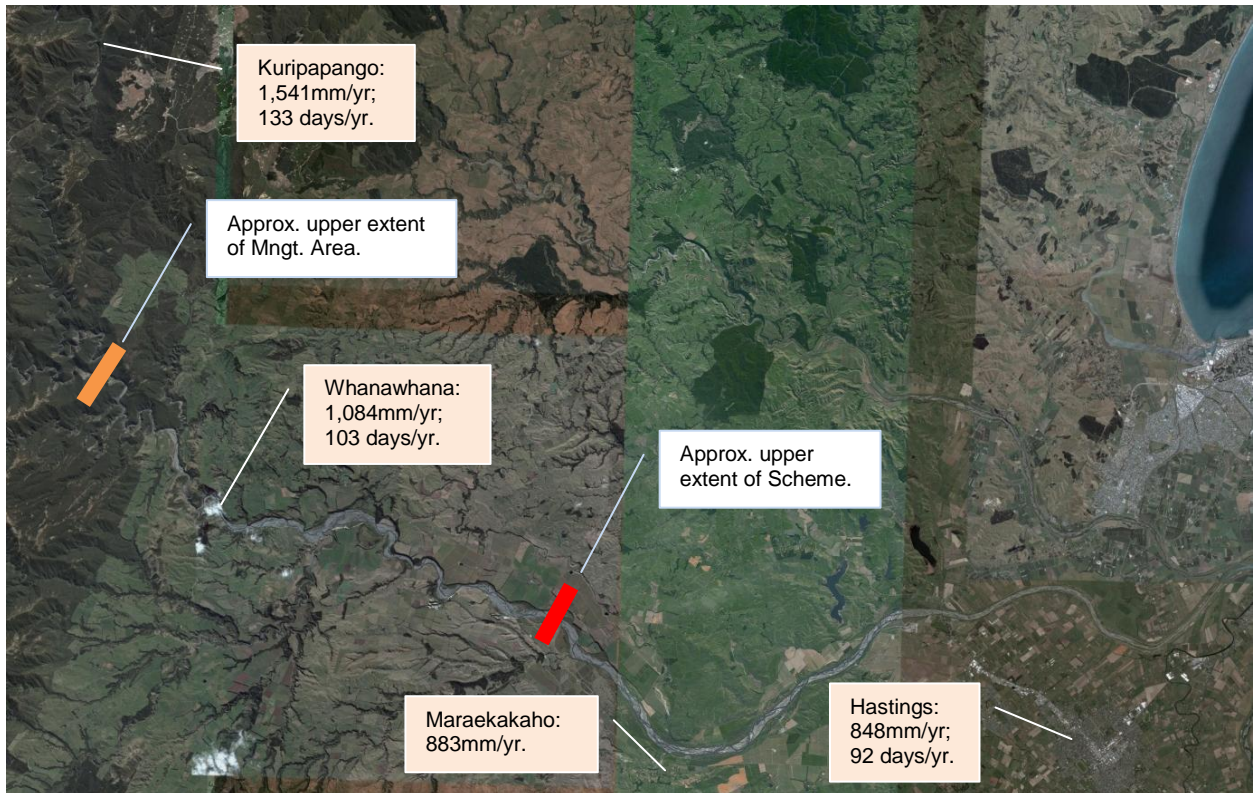 Kuripapango:
1,541mm/yr;
133 days/yr.
Approx. upper extent
of Mngt. Area.
Whanawhana:
1,084mm/yr;
103 days/yr.
Approx. upper
extent of Scheme.
Maraekakaho:
883mm/yr.
Hastings:
848mm/yr;
92 days/yr.